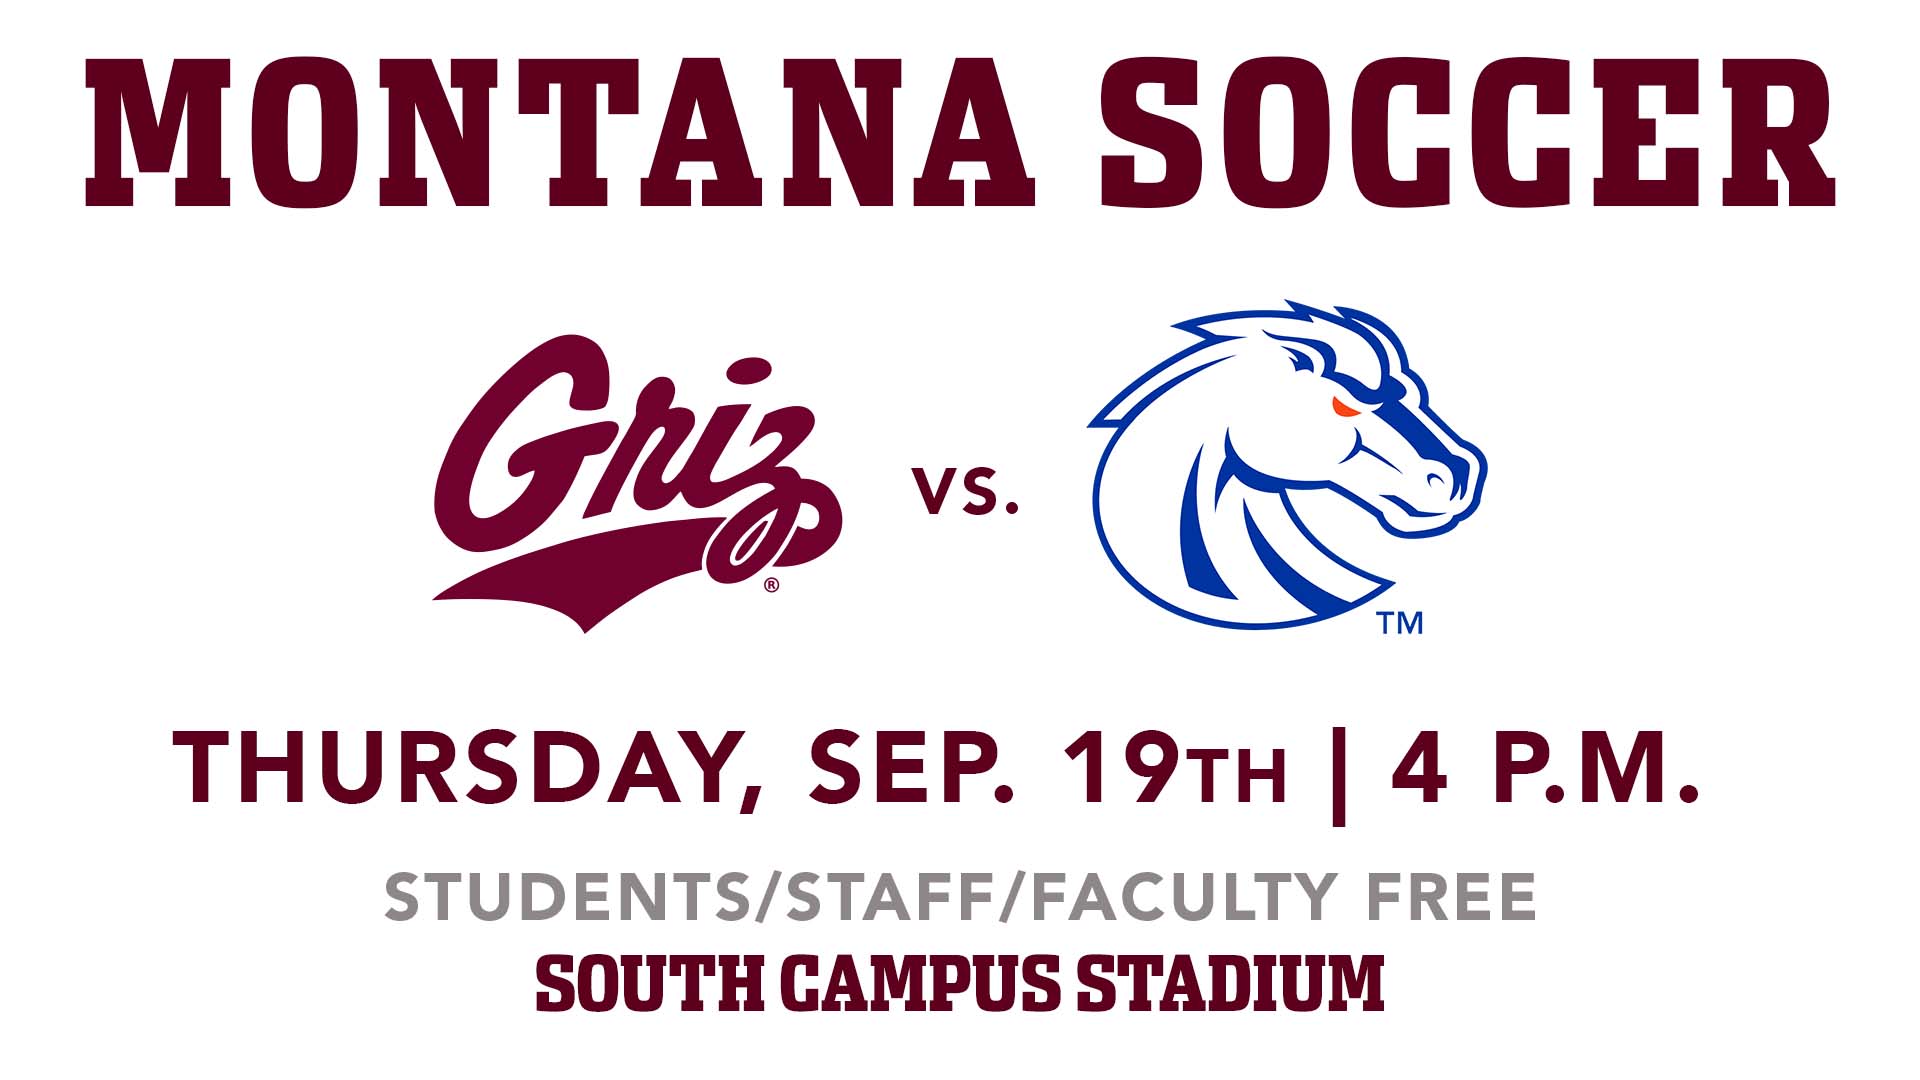 MONTANA SOCCER
Griz ®
vs.
TM
THURSDAY, SEP. 19TH | 4 P.M.
STUDENTS/STAFF/FACULTY FREE
SOUTH CAMPUS STADIUM